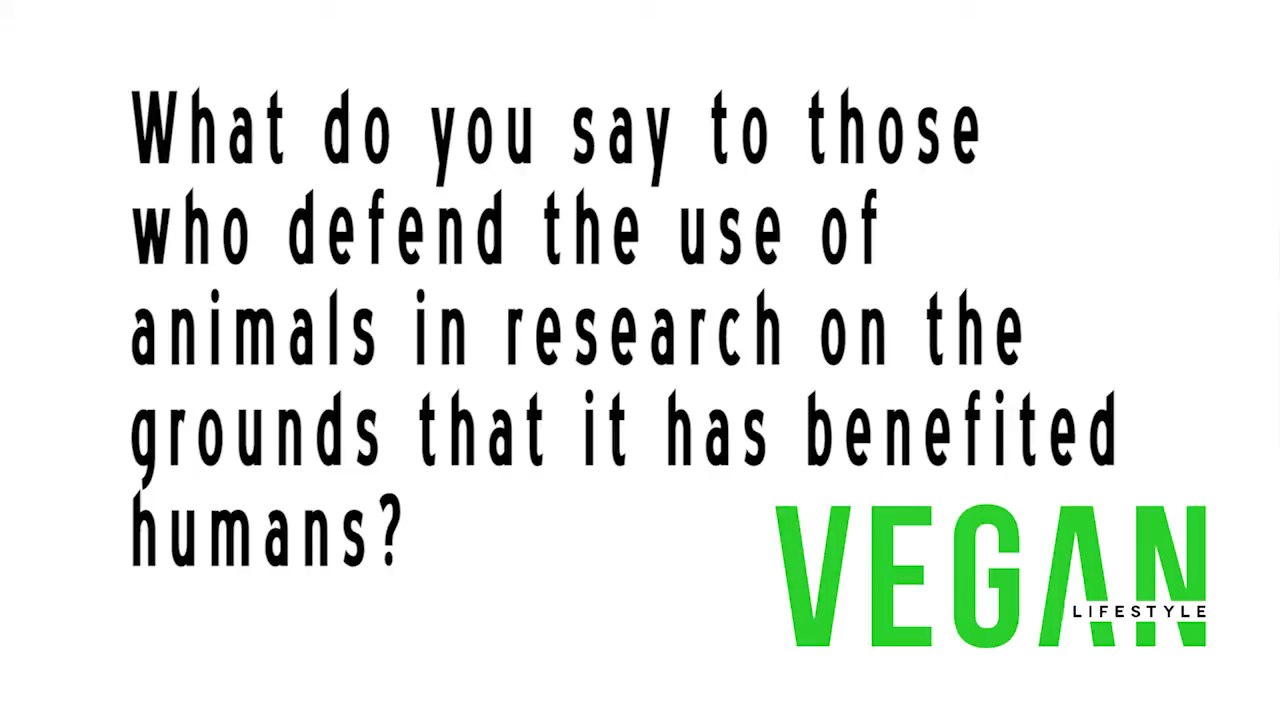 What do you say to those
who defend the use of
animals in research on the
grounds that it has benefited
humans?
VEGAN
LIFESTYLE